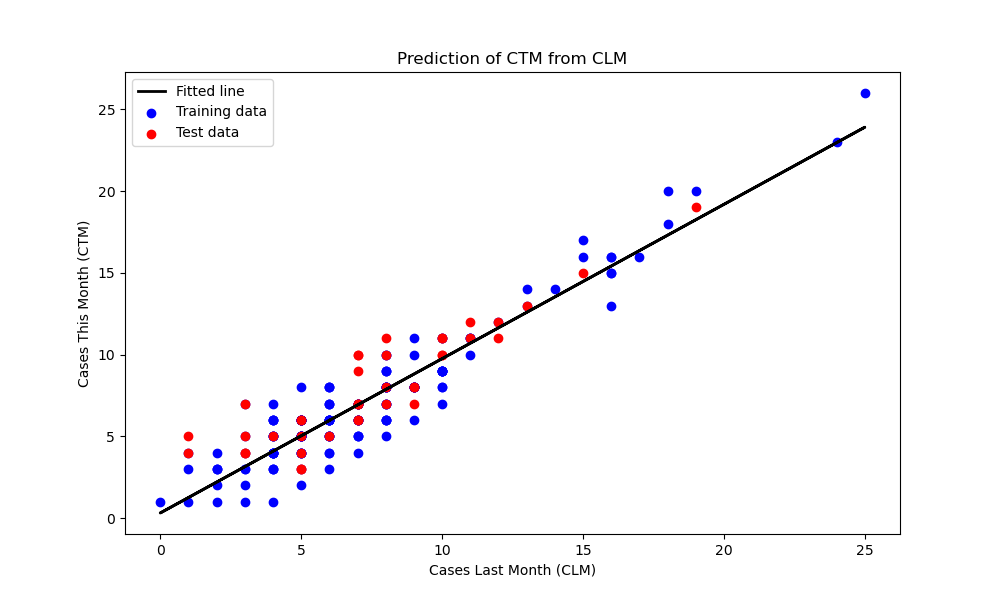 Prediction of CTM from CLM
Fitted line
Training data
Test data
25
20
15
10
5
0
Cases This Month (CTM)
0 5 10 15 20 25
Cases Last Month (CLM)